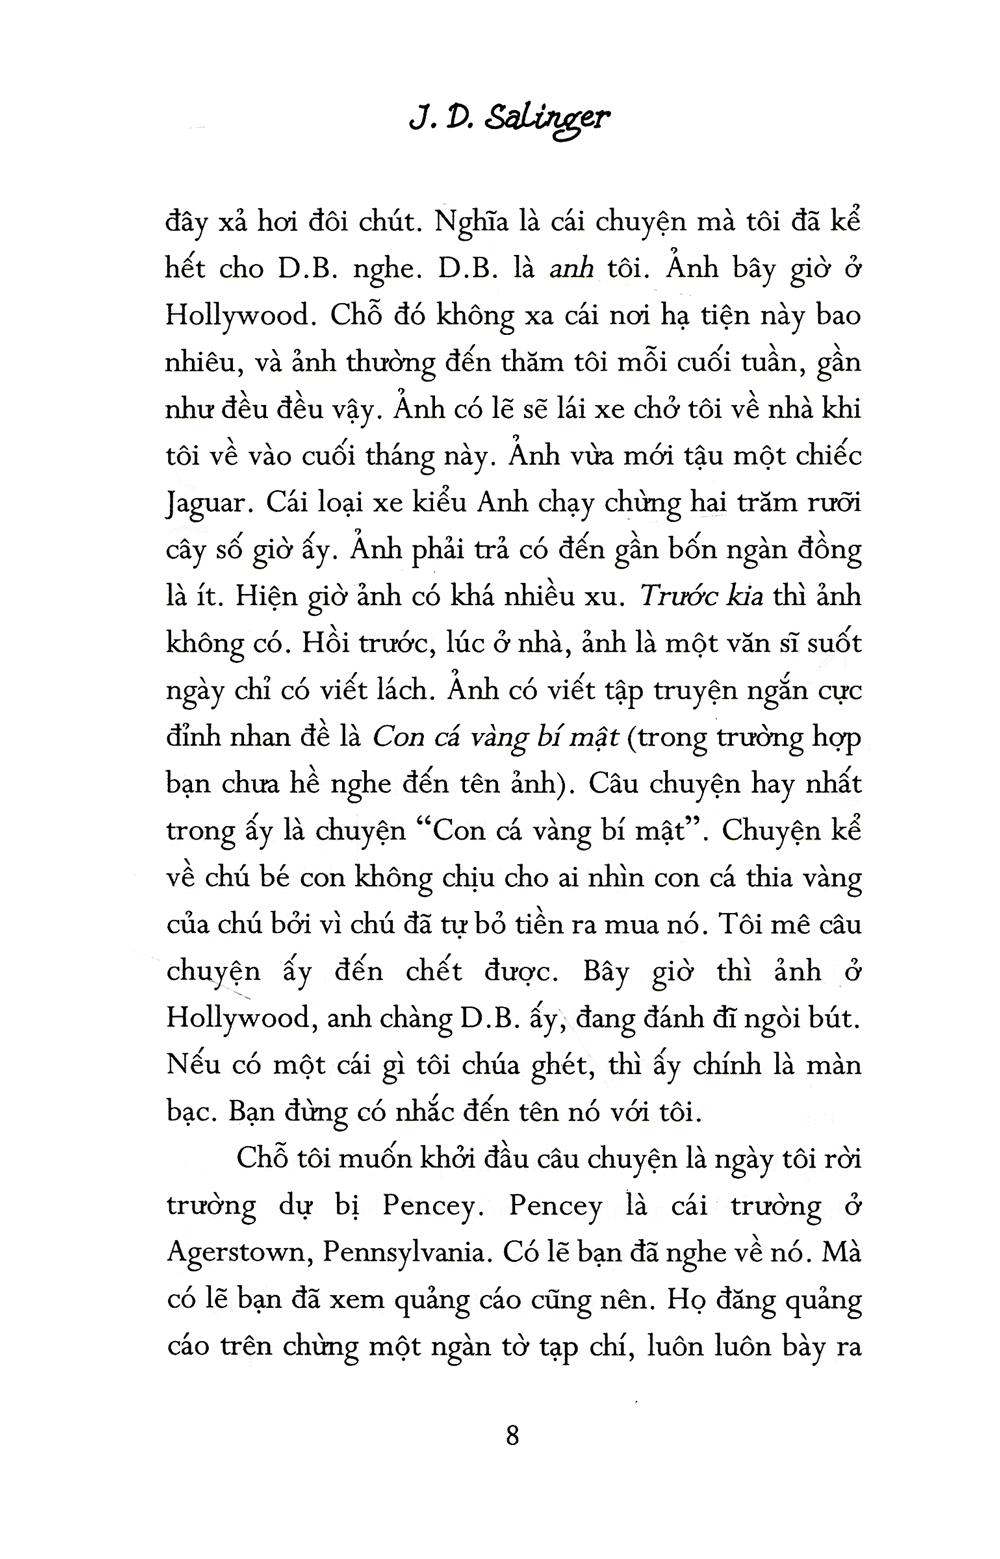 J. D. Salinger
đây xả hơi đôi chút. Nghĩa là cái chuyện mà tôi đã kể
hết cho D.B. nghe. D.B. là anh tôi. Ảnh bây giờ ở
Hollywood. Chỗ đó không xa cái nơi hạ tiện này bao
nhiêu, và ảnh thường đến thăm tôi mỗi cuối tuần, gần
như đều đều vậy. Ảnh có lẽ sẽ lái xe chở tôi về nhà khi
tôi về vào cuối tháng này. Ảnh vừa mới tậu một chiếc
Jaguar. Cái loại xe kiểu Anh chạy chừng hai trăm rưỡi
cây số giờ ấy. Ảnh phải trả có đến gần bốn ngàn đồng
là ít. Hiện giờ ảnh có khá nhiều xu. Trước kia thì ảnh
không có. Hồi trước, lúc ở nhà, ảnh là một văn sĩ suốt
ngày chỉ có viết lách. Ảnh có viết tập truyện ngắn cực
đỉnh nhan đề là Con cá vàng bí mật (trong trường hợp
bạn chưa hề nghe đến tên ảnh). Câu chuyện hay nhất
trong ấy là chuyện “Con cá vàng bí mật”. Chuyện kể
về chú bé con không chịu cho ai nhìn con cá thia vàng
của chú bởi vì chú đã tự bỏ tiền ra mua nó. Tôi mê câu
chuyện ấy đến chết được. Bây giờ thì ảnh ở
Hollywood, anh chàng D.B. ấy, đang đánh đĩ ngòi bút.
Nếu có một cái gì tôi chúa ghét, thì ấy chính là màn
bạc. Bạn đừng có nhắc đến tên nó với tôi.
Chỗ tôi muốn khởi đầu câu chuyện là ngày tôi rời
trường dự bị Pencey. Pencey là cái trường ở
Agerstown, Pennsylvania. Có lẽ bạn đã nghe về nó. Mà
có lẽ bạn đã xem quảng cáo cũng nên. Họ đăng quảng
cáo trên chừng một ngàn tờ tạp chí, luôn luôn bày ra
8